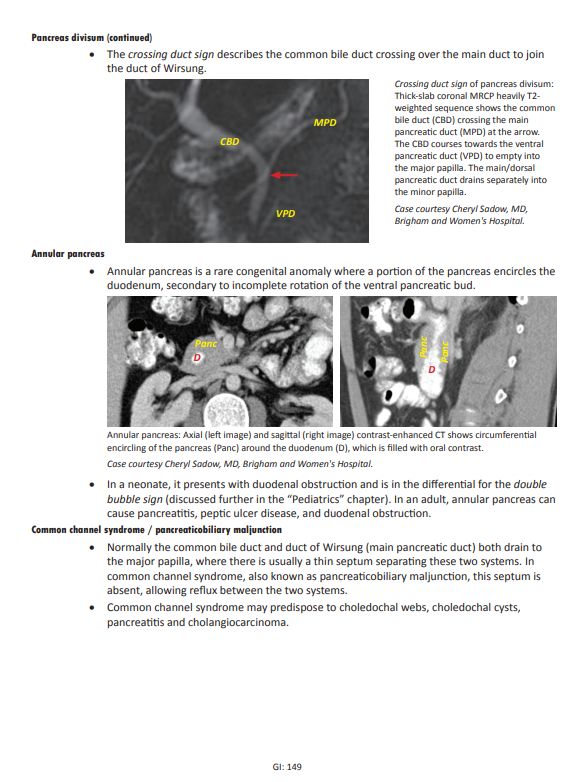 Pancreas divisum (continued)
• The crossing duct sign describes the common bile duct crossing over the main duct to join
the duct of Wirsung.
CBD
MPD
VPD
Crossing duct sign of pancreas divisum:
Thick-slab coronal MRCP heavily T2-
weighted sequence shows the common
bile duct (CBD) crossing the main
pancreatic duct (MPD) at the arrow.
The CBD courses towards the ventral
pancreatic duct (VPD) to empty into
the major papilla. The main/dorsal
pancreatic duct drains separately into
the minor papilla.
Case courtesy Cheryl Sadow, MD,
Brigham and Women's Hospital.
Annular pancreas
• Annular pancreas is a rare congenital anomaly where a portion of the pancreas encircles the
duodenum, secondary to incomplete rotation of the ventral pancreatic bud.
Panc
D
Panc
Panc
D
Annular pancreas: Axial (left image) and sagittal (right image) contrast-enhanced CT shows circumferential
encircling of the pancreas (Panc) around the duodenum (D), which is filled with oral contrast.
Case courtesy Cheryl Sadow, MD, Brigham and Women's Hospital.
• In a neonate, it presents with duodenal obstruction and is in the differential for the double
bubble sign (discussed further in the “Pediatrics” chapter). In an adult, annular pancreas can
cause pancreatitis, peptic ulcer disease, and duodenal obstruction.
Common channel syndrome / pancreaticobiliary maljunction
• Normally the common bile duct and duct of Wirsung (main pancreatic duct) both drain to
the major papilla, where there is usually a thin septum separating these two systems. In
common channel syndrome, also known as pancreaticobiliary maljunction, this septum is
absent, allowing reflux between the two systems.
• Common channel syndrome may predispose to choledochal webs, choledochal cysts,
pancreatitis and cholangiocarcinoma.
GI: 149